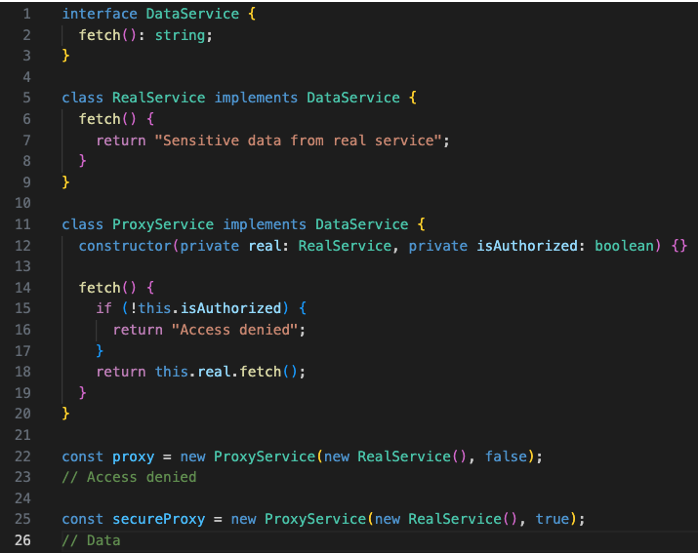 1 interface DataService {
2   fetch(): string;
3 }
4
5 class RealService implements DataService {
6   fetch() {
7     return "Sensitive data from real service";
8   }
9 }
10
11 class ProxyService implements DataService {
12   constructor(private real: RealService, private isAuthorized: boolean) {}
13
14   fetch() {
15     if (!this.isAuthorized) {
16       return "Access denied";
17     }
18     return this.real.fetch();
19   }
20 }
21
22 const proxy = new ProxyService(new RealService(), false);
23 // Access denied
24
25 const secureProxy = new ProxyService(new RealService(), true);
26 // Data